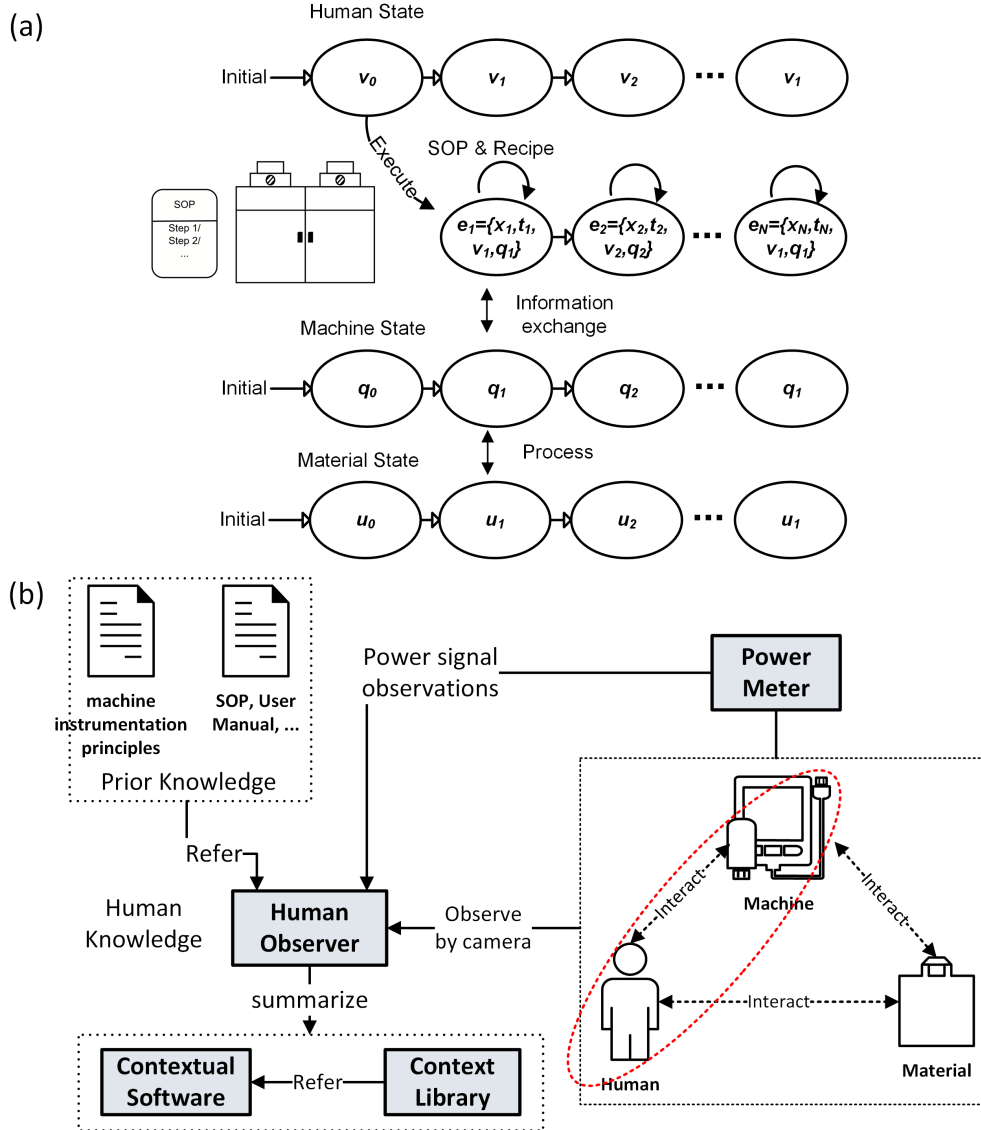 (a)
Human State
Initial
v0
v1
v2
...
v1
Execute
SOP & Recipe
SOP
Step 1/
Step 2/
...
e1={x1,t1,
v1,q1}
e2={x2,t2,
v2,q2}
...
eN={xN,tN,
v1,q1}
Information
exchange
Machine State
Initial
q0
q1
q2
...
q1
Process
Material State
Initial
u0
u1
u2
...
u1
(b)
machine
instrumentation
principles
SOP, User
Manual, ...
Prior Knowledge
Power signal
observations
Power
Meter
Refer
Human
Knowledge
Human
Observer
Observe
by camera
Machine
Interact
Interact
Interact
Human
Material
summarize
Contextual
Software
Refer
Context
Library